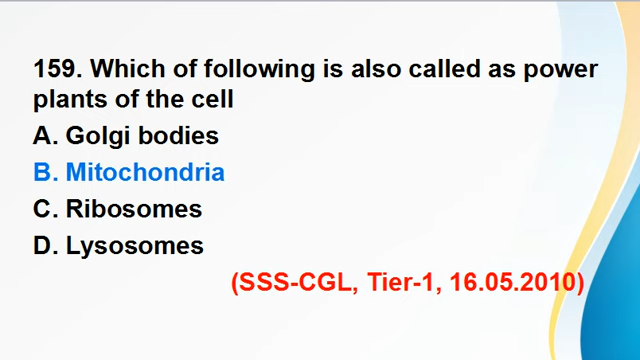 159. Which of following is also called as power
plants of the cell
A. Golgi bodies
B. Mitochondria
C. Ribosomes
D. Lysosomes
(SSS-CGL, Tier-1, 16.05.2010)